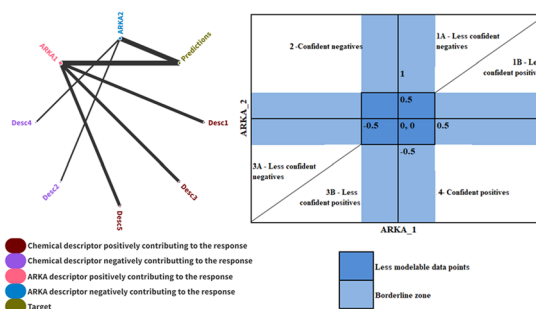 ARKA2
ARKA1
Predictions
Desc4
Desc1
Desc2
Desc3
Desc5
Chemical descriptor positively contributing to the response
Chemical descriptor negatively contributting to the response
ARKA descriptor positively contributing to the response
ARKA descriptor negatively contributing to the response
Target
ARKA_2
2 -Confident negatives
1A - Less confident
negatives
1B - Le
confident positive
1
0.5
-0.5
0, 0
0.5
-0.5
3A - Less confident
negatives
3B - Less
confident positives
4- Confident positives
ARKA_1
Less modelable data points
Borderline zone